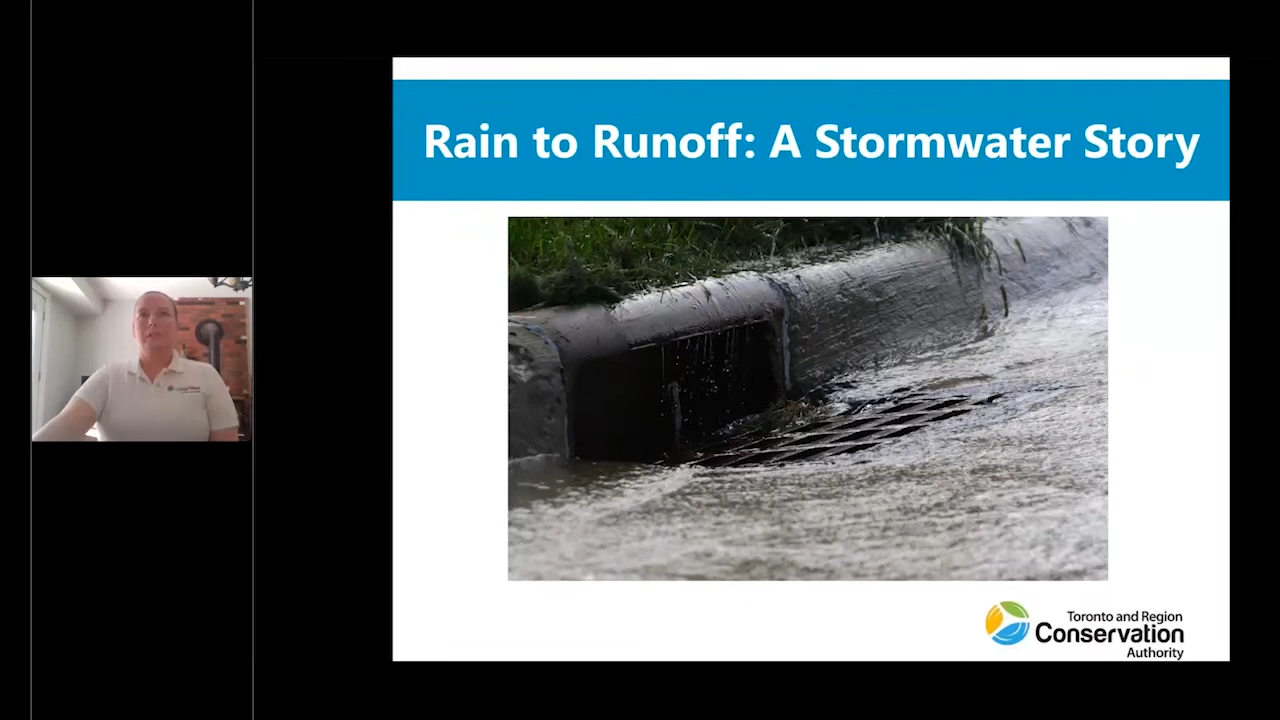 Rain to Runoff: A Stormwater Story
Toronto and Region
Conservation
Authority